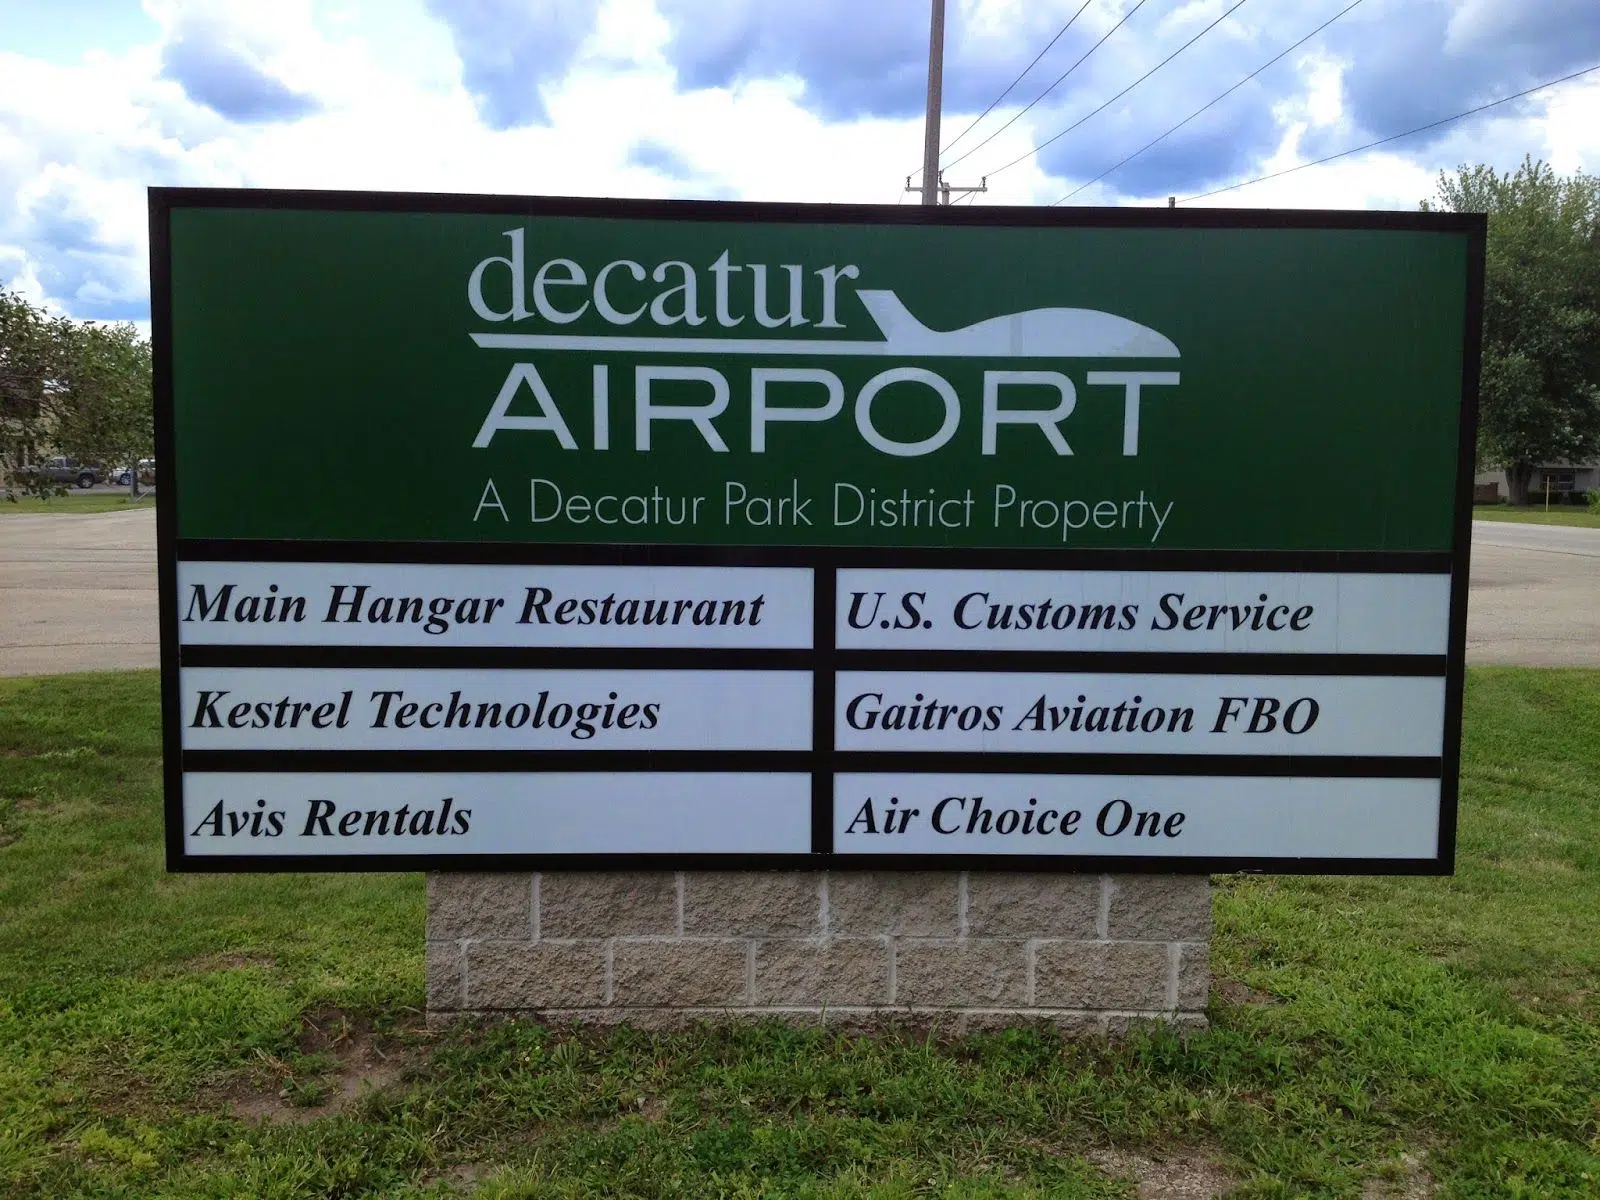 decatur
AIRPORT
A Decatur Park District Property
Main Hangar Restaurant
U.S. Customs Service
Kestrel Technologies
Gaitros Aviation FBO
Avis Rentals
Air Choice One